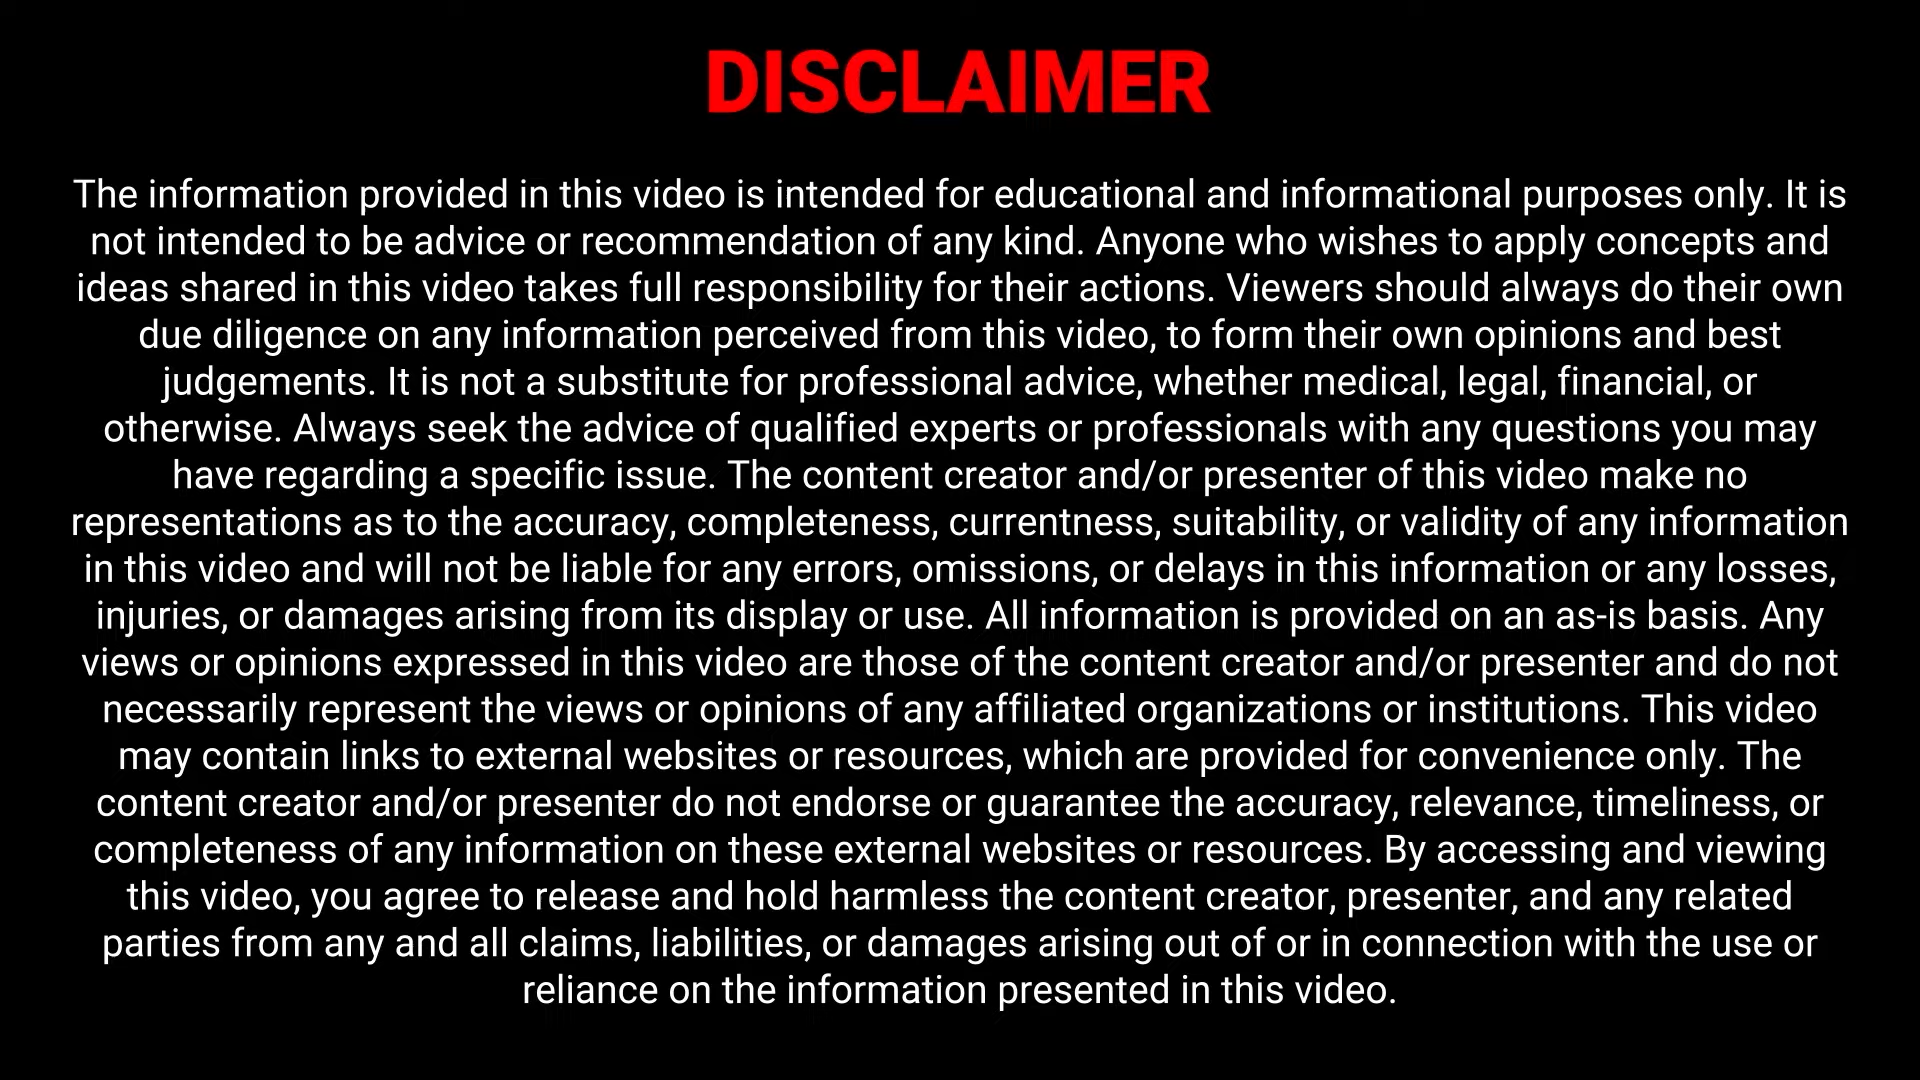 DISCLAIMER
The information provided in this video is intended for educational and informational purposes only. It is
not intended to be advice or recommendation of any kind. Anyone who wishes to apply concepts and
ideas shared in this video takes full responsibility for their actions. Viewers should always do their own
due diligence on any information perceived from this video, to form their own opinions and best
judgements. It is not a substitute for professional advice, whether medical, legal, financial, or
otherwise. Always seek the advice of qualified experts or professionals with any questions you may
have regarding a specific issue. The content creator and/or presenter of this video make no
representations as to the accuracy, completeness, currentness, suitability, or validity of any information
in this video and will not be liable for any errors, omissions, or delays in this information or any losses,
injuries, or damages arising from its display or use. All information is provided on an as-is basis. Any
views or opinions expressed in this video are those of the content creator and/or presenter and do not
necessarily represent the views or opinions of any affiliated organizations or institutions. This video
may contain links to external websites or resources, which are provided for convenience only. The
content creator and/or presenter do not endorse or guarantee the accuracy, relevance, timeliness, or
completeness of any information on these external websites or resources. By accessing and viewing
this video, you agree to release and hold harmless the content creator, presenter, and any related
parties from any and all claims, liabilities, or damages arising out of or in connection with the use or
reliance on the information presented in this video.